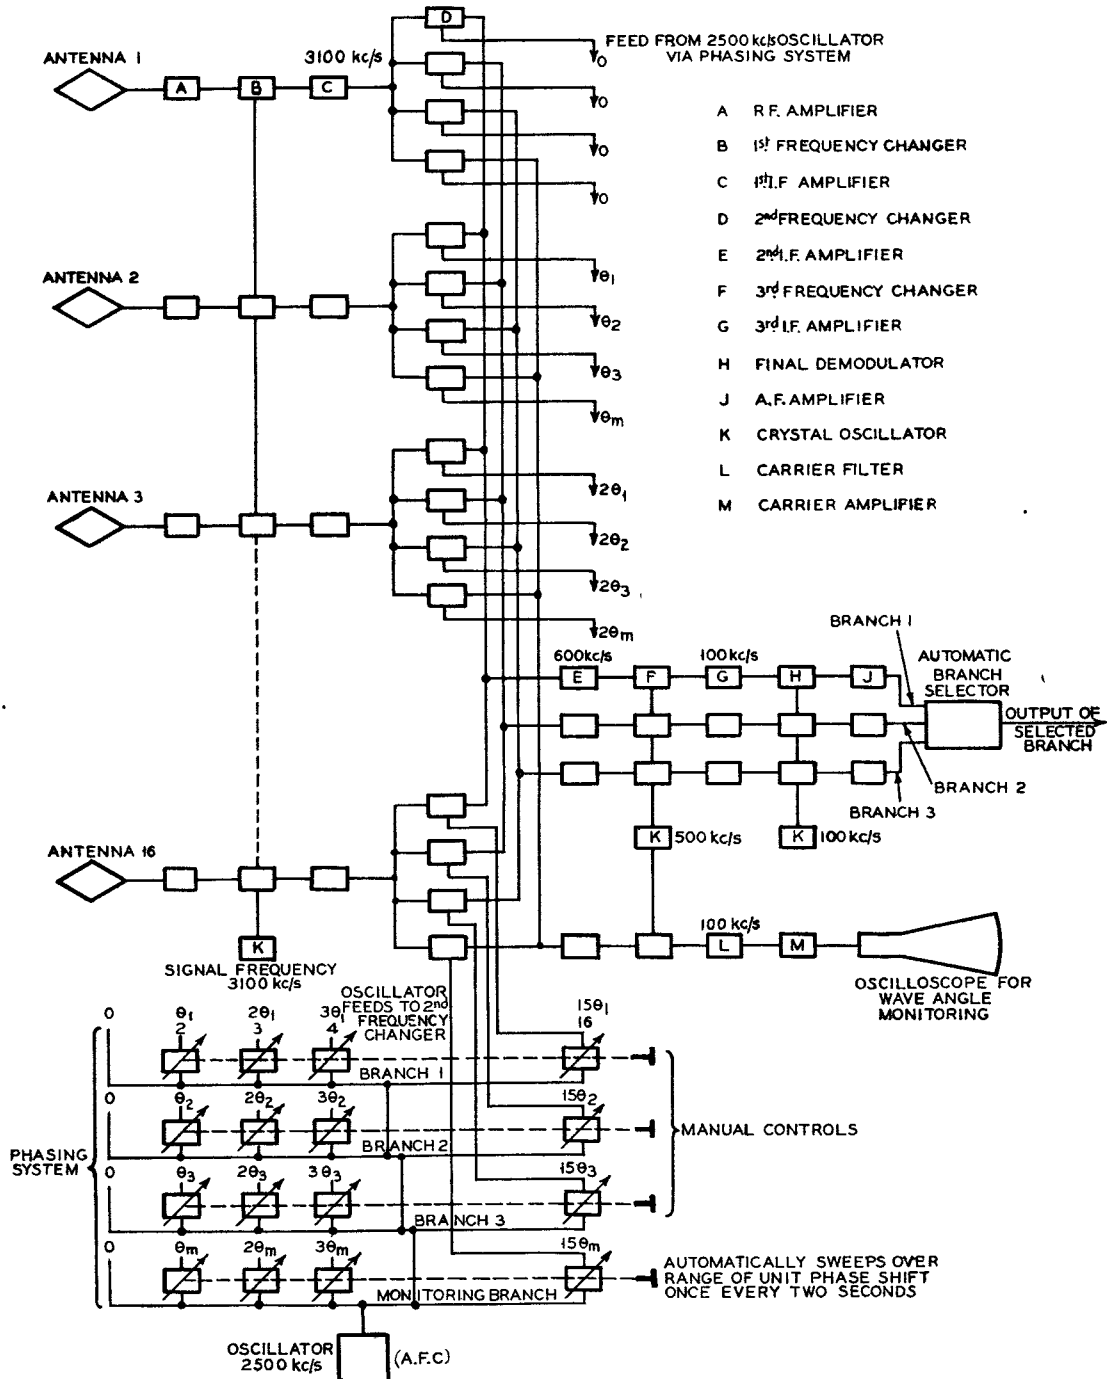 D
FEED FROM 2500 kc/s OSCILLATOR
VIA PHASING SYSTEM
ANTENNA 1
3100 kc/s
A
B
C
0
0
0
0
A R.F. AMPLIFIER
B 1st FREQUENCY CHANGER
C 1st I.F AMPLIFIER
D 2nd FREQUENCY CHANGER
E 2nd I.F. AMPLIFIER
F 3rd FREQUENCY CHANGER
G 3rd I.F. AMPLIFIER
H FINAL DEMODULATOR
J A.F. AMPLIFIER
K CRYSTAL OSCILLATOR
L CARRIER FILTER
M CARRIER AMPLIFIER
ANTENNA 2
θ1
θ2
θ3
θm
ANTENNA 3
2θ1
2θ2
2θ3
2θm
BRANCH 1
600 kc/s
100 kc/s
AUTOMATIC
BRANCH
SELECTOR
E
F
G
H
J
OUTPUT OF
SELECTED
BRANCH
BRANCH 2
BRANCH 3
K 500 kc/s
K 100 kc/s
ANTENNA 16
100 kc/s
L
M
K
SIGNAL FREQUENCY
3100 kc/s
OSCILLOSCOPE FOR
WAVE ANGLE
MONITORING
OSCILLATOR
FEEDS TO 2nd
FREQUENCY
CHANGER
0 θ1 2θ1 3θ1 15θ1
2 3 4 16
BRANCH 1
0 θ2 2θ2 3θ2 15θ2
BRANCH 2
MANUAL CONTROLS
PHASING
SYSTEM
0 θ3 2θ3 3θ3 15θ3
BRANCH 3
0 θm 2θm 3θm 15θm
MONITORING BRANCH
AUTOMATICALLY SWEEPS OVER
RANGE OF UNIT PHASE SHIFT
ONCE EVERY TWO SECONDS
OSCILLATOR
2500 kc/s
(A.F.C)